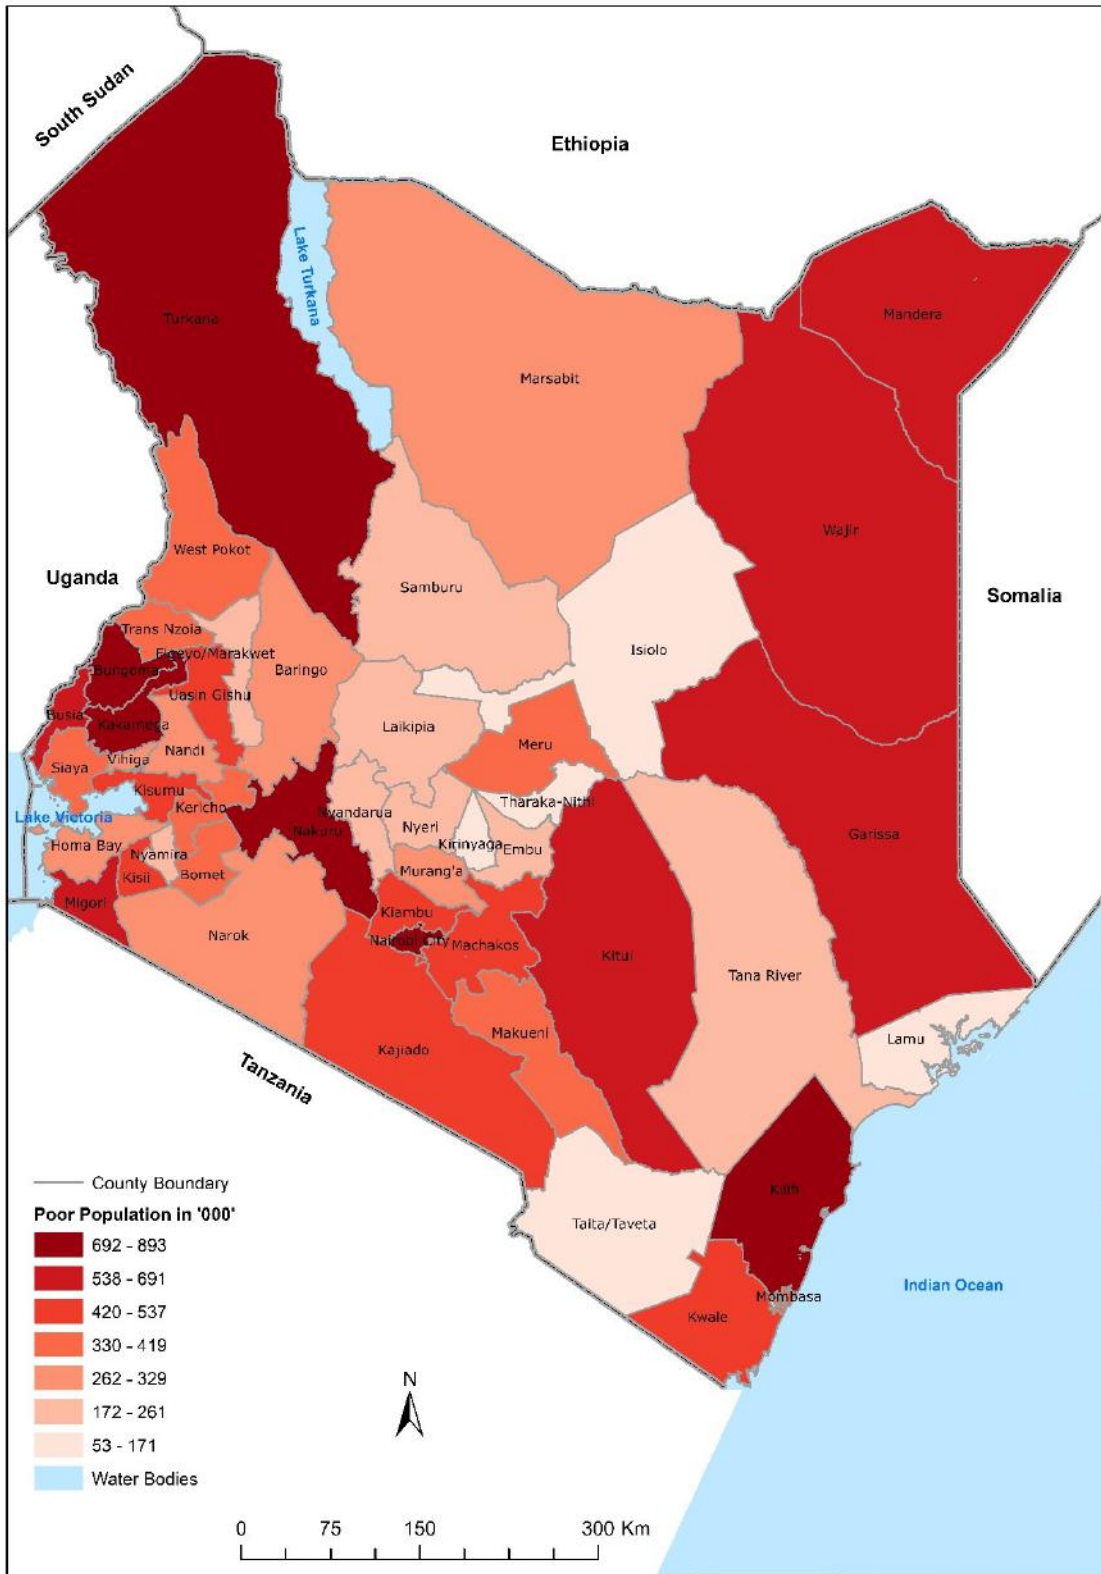 South Sudan
Ethiopia
Lake Turkana
Turkana
Mandera
Marsabit
Wajir
West Pokot
Uganda
Samburu
Somalia
Trans Nzoia
Isiolo
Elgeyo/Marakwet
Bungoma
Baringo
Uasin Gishu
Busia
Kakamega
Laikipia
Nandi
Meru
Vihiga
Siaya
Kisumu
Tharaka-Nithi
Kericho
Nyandarua
Lake Victoria
Nyeri
Nakuru
Garissa
Kirinyaga
Homa Bay
Embu
Nyamira
Murang'a
Bomet
Kisii
Migori
Kiambu
Narok
Nairobi City
Machakos
Kitui
Tana River
Makueni
Lamu
Kajiado
Tanzania
Kilifi
Taita/Taveta
Indian Ocean
Mombasa
Kwale
County Boundary
Poor Population in '000'
692 - 893
538 - 691
420 - 537
330 - 419
262 - 329
172 - 261
53 - 171
Water Bodies
N
0 75 150 300 Km